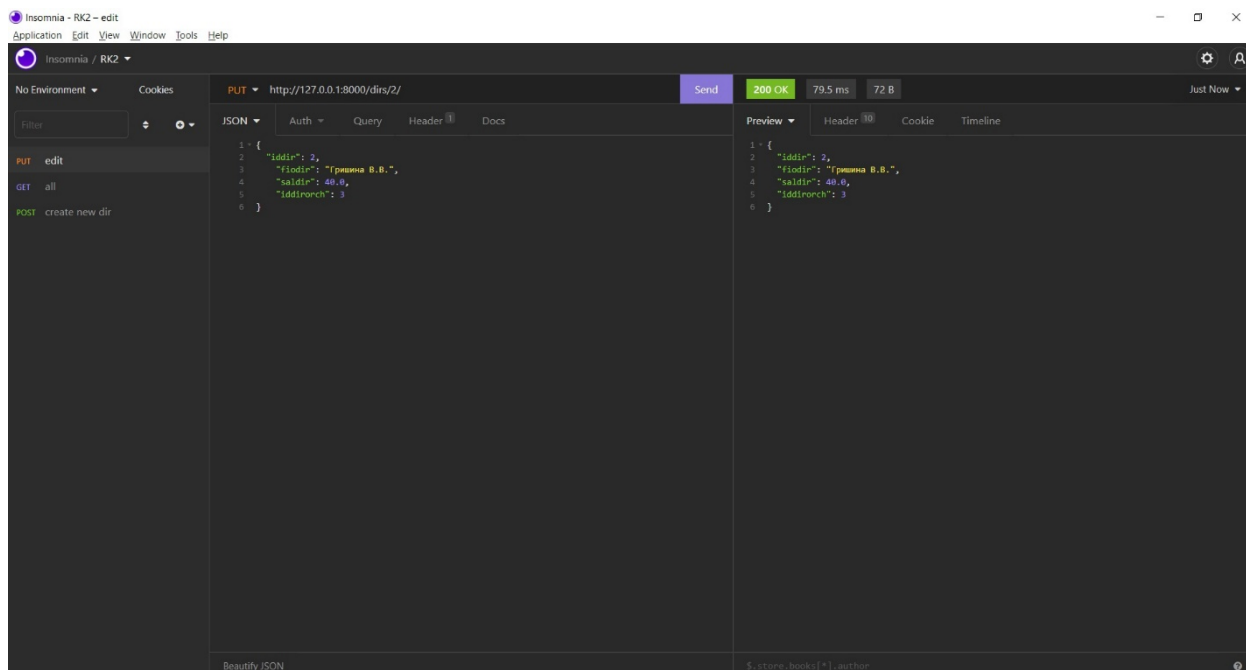 Insomnia - RK2 – edit
Application Edit View Window Tools Help
Insomnia / RK2
No Environment Cookies
PUT http://127.0.0.1:8000/dirs/2/ Send
200 OK 79.5 ms 72 B Just Now
Filter
JSON Auth Query Header 1 Docs
Preview Header 10 Cookie Timeline
PUT edit
GET all
POST create new dir
1 {
2 "iddir": 2,
3 "fiodir": "Гришина В.В.",
4 "saldir": 40.0,
5 "iddirorch": 3
6 }
1 {
2 "iddir": 2,
3 "fiodir": "Гришина В.В.",
4 "saldir": 40.0,
5 "iddirorch": 3
6 }
Beautify JSON
$.store.books[*].author